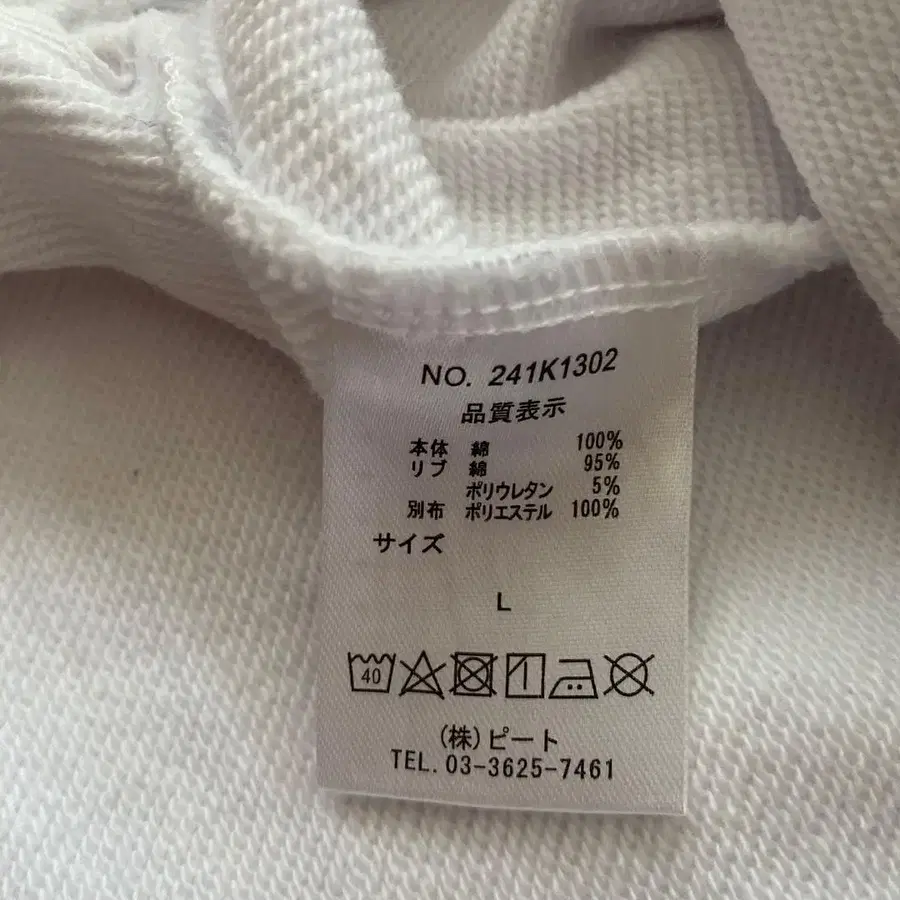 NO. 241K1302
品質表示
本体 綿 100%
リブ 綿 95%
ポリウレタン 5%
別布 ポリエステル 100%
サイズ
L
40
(株)ピート
TEL. 03-3625-7461